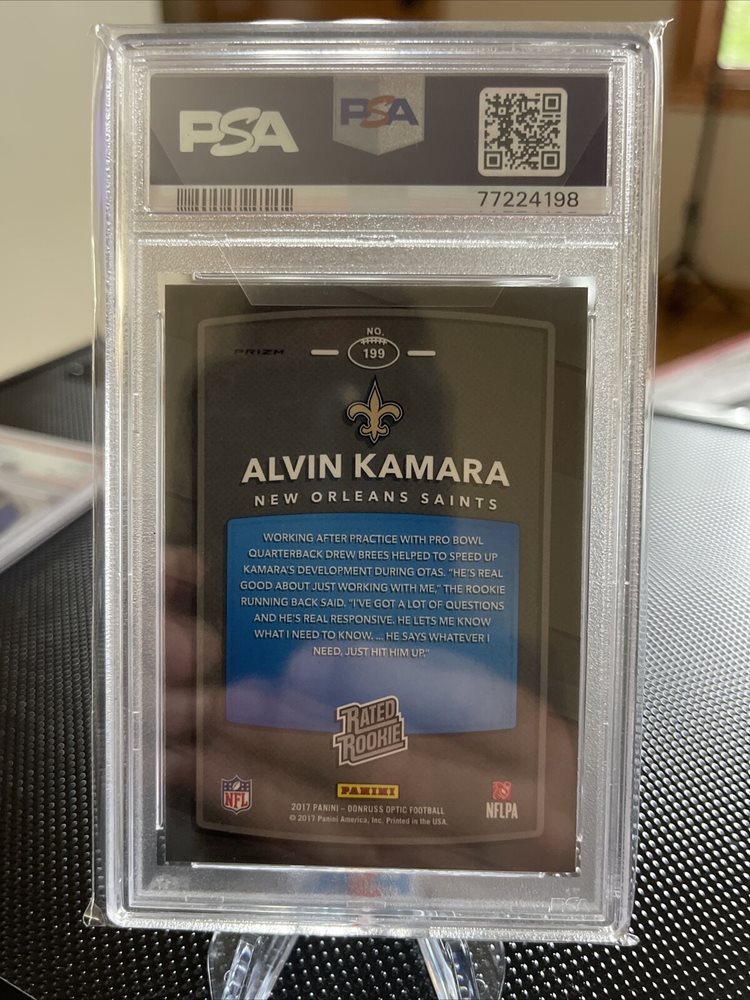 PSA
PSA
77224198
NO.
PRIZM
199
ALVIN KAMARA
NEW ORLEANS SAINTS
WORKING AFTER PRACTICE WITH PRO BOWL
QUARTERBACK DREW BREES HELPED TO SPEED UP
KAMARA'S DEVELOPMENT DURING OTAS. "HE'S REAL
GOOD ABOUT JUST WORKING WITH ME," THE ROOKIE
RUNNING BACK SAID. "I'VE GOT A LOT OF QUESTIONS
AND HE'S REAL RESPONSIVE. HE LETS ME KNOW
WHAT I NEED TO KNOW. ... HE SAYS WHATEVER I
NEED, JUST HIT HIM UP."
RATED
ROOKIE
NFL
PANINI
NFLPA
2017 PANINI – DONRUSS OPTIC FOOTBALL
© 2017 Panini America, Inc. Printed in the USA.